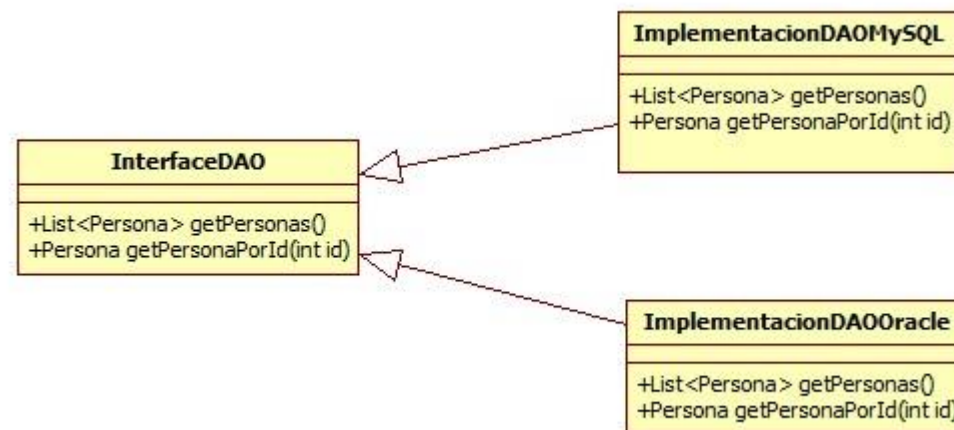 ImplementacionDAOMySQL
+List<Persona> getPersonas()
+Persona getPersonaPorId(int id)
InterfaceDAO
+List<Persona> getPersonas()
+Persona getPersonaPorId(int id)
ImplementacionDAOOracle
+List<Persona> getPersonas()
+Persona getPersonaPorId(int id)